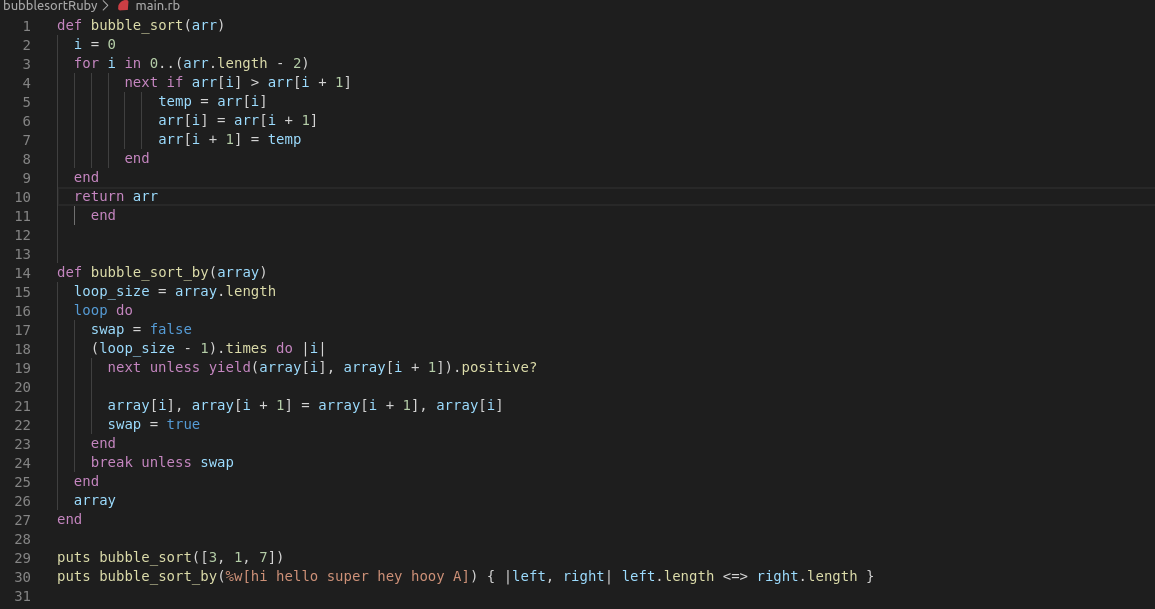 bubblesortRuby > main.rb
1 def bubble_sort(arr)
2 i = 0
3 for i in 0..(arr.length - 2)
4 next if arr[i] > arr[i + 1]
5 temp = arr[i]
6 arr[i] = arr[i + 1]
7 arr[i + 1] = temp
8 end
9 end
10 return arr
11 end
12
13
14 def bubble_sort_by(array)
15 loop_size = array.length
16 loop do
17 swap = false
18 (loop_size - 1).times do |i|
19 next unless yield(array[i], array[i + 1]).positive?
20
21 array[i], array[i + 1] = array[i + 1], array[i]
22 swap = true
23 end
24 break unless swap
25 end
26 array
27 end
28
29 puts bubble_sort([3, 1, 7])
30 puts bubble_sort_by(%w[hi hello super hey hooy A]) { |left, right| left.length <=> right.length }
31